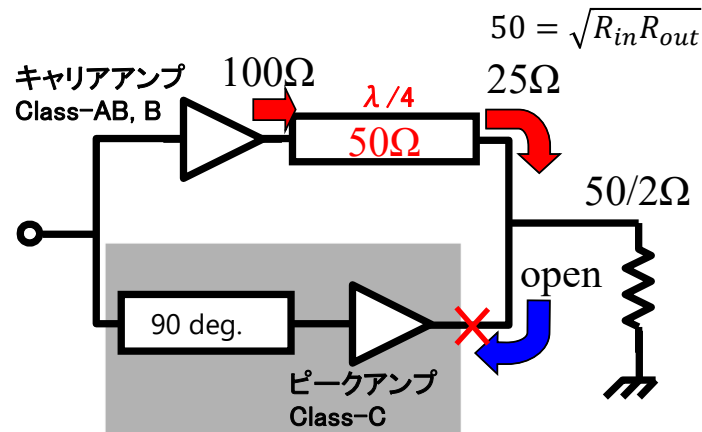 50 = √R_in R_out
キャリアアンプ
Class-AB, B
100Ω
λ/4
25Ω
50Ω
50/2Ω
open
90 deg.
ピークアンプ
Class-C